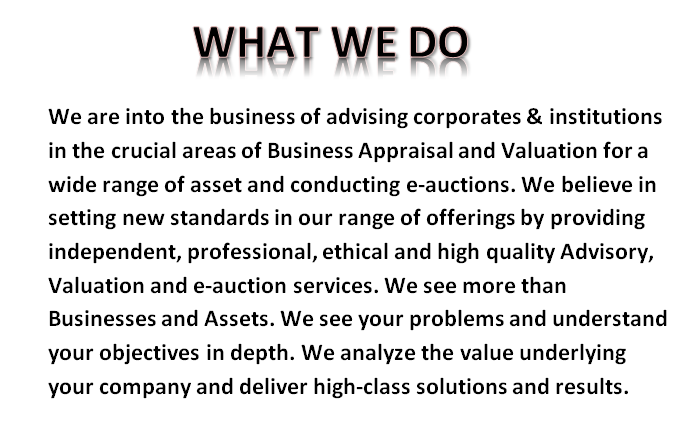 WHAT WE DO
We are into the business of advising corporates & institutions
in the crucial areas of Business Appraisal and Valuation for a
wide range of asset and conducting e-auctions. We believe in
setting new standards in our range of offerings by providing
independent, professional, ethical and high quality Advisory,
Valuation and e-auction services. We see more than
Businesses and Assets. We see your problems and understand
your objectives in depth. We analyze the value underlying
your company and deliver high-class solutions and results.